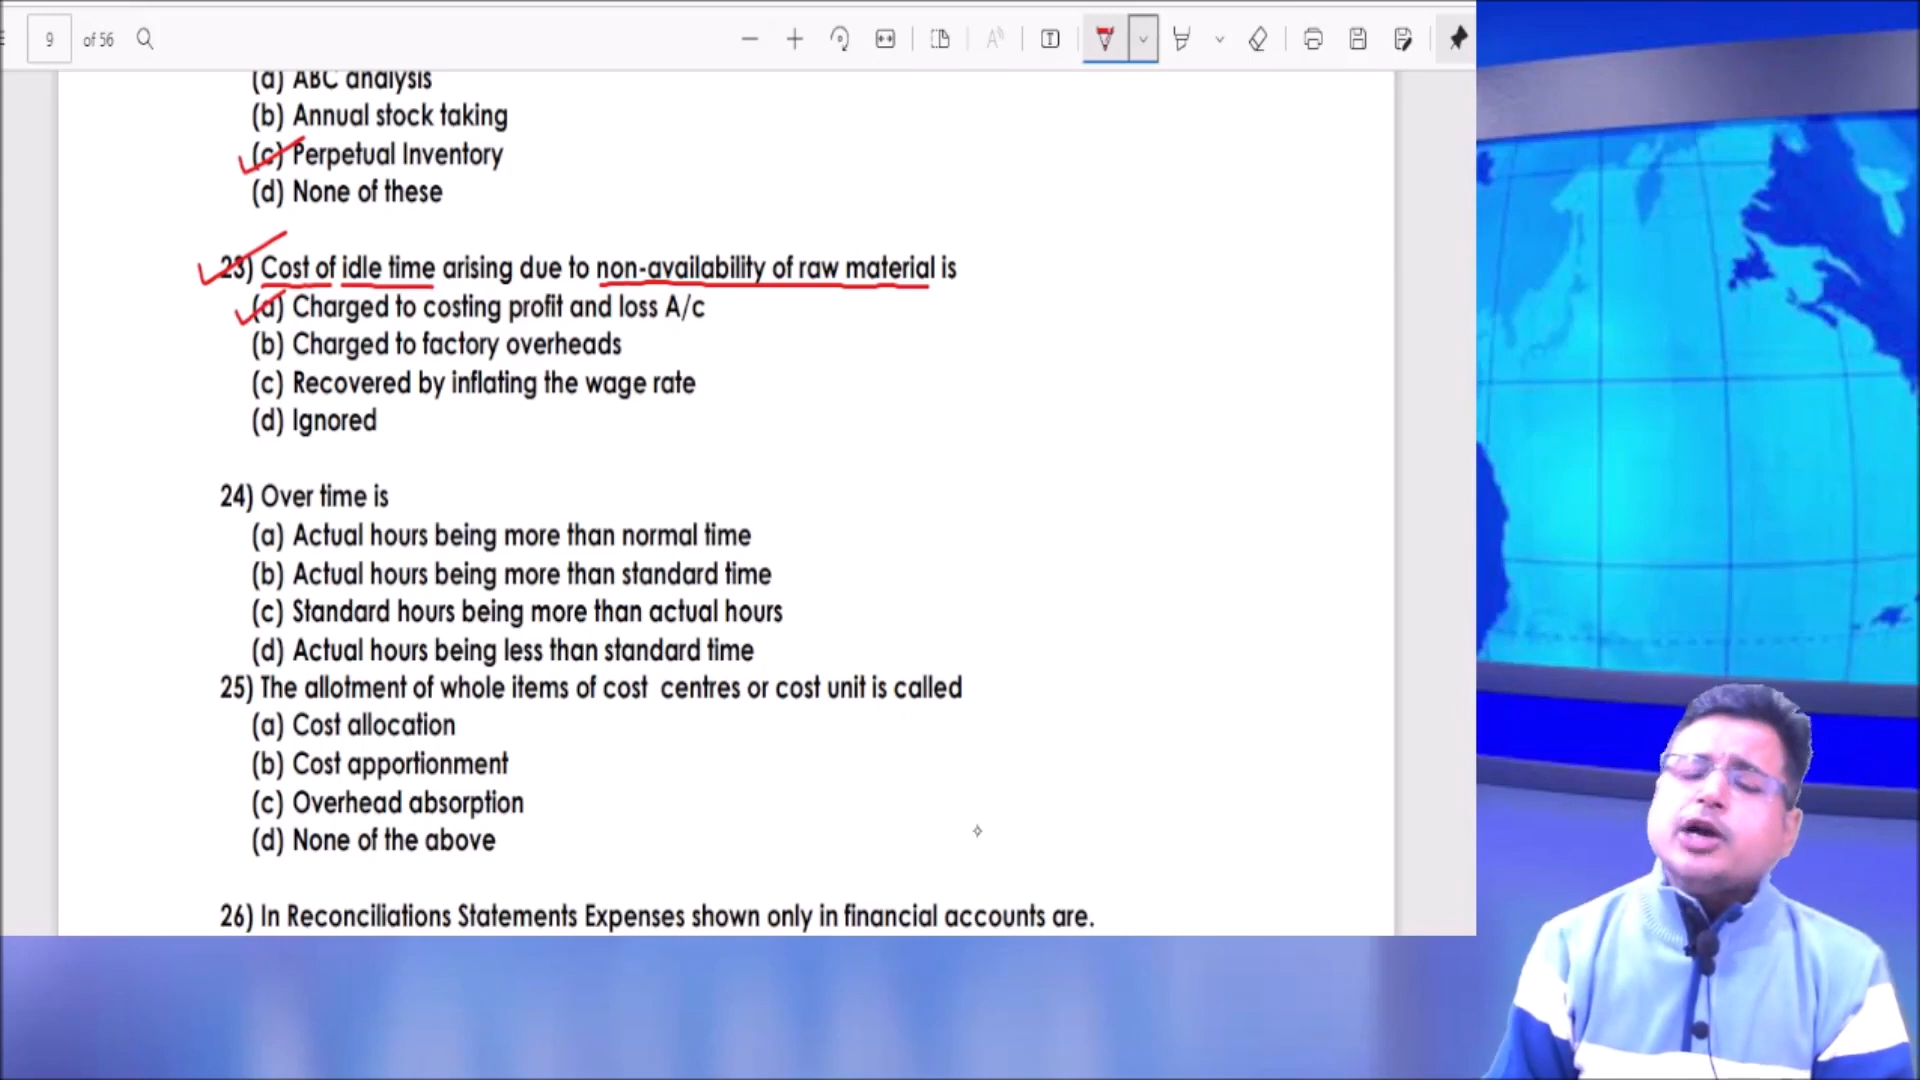 9 of 56
(a) ABC analysis
(b) Annual stock taking
(c) Perpetual Inventory
(d) None of these
23) Cost of idle time arising due to non-availability of raw material is
(a) Charged to costing profit and loss A/c
(b) Charged to factory overheads
(c) Recovered by inflating the wage rate
(d) Ignored
24) Over time is
(a) Actual hours being more than normal time
(b) Actual hours being more than standard time
(c) Standard hours being more than actual hours
(d) Actual hours being less than standard time
25) The allotment of whole items of cost centres or cost unit is called
(a) Cost allocation
(b) Cost apportionment
(c) Overhead absorption
(d) None of the above
26) In Reconciliations Statements Expenses shown only in financial accounts are.